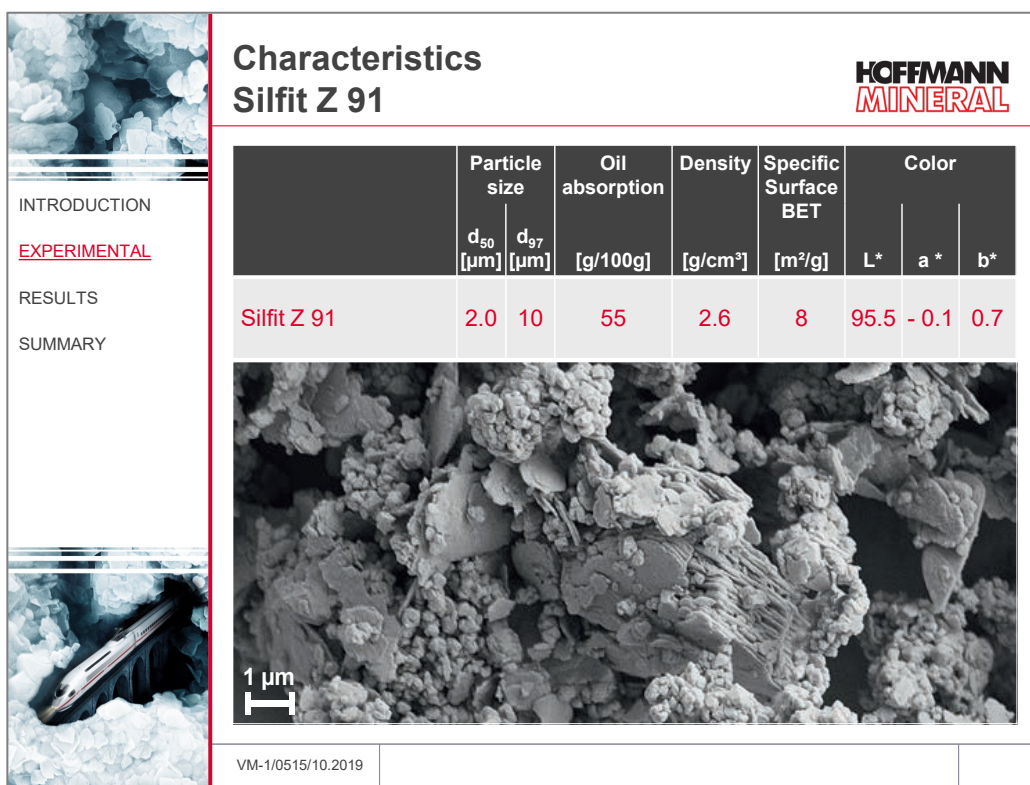 Characteristics
Silfit Z 91
HOFFMANN
MINERAL
INTRODUCTION
EXPERIMENTAL
RESULTS
SUMMARY
Particle size
Oil absorption
Density
Specific Surface BET
Color
d50 [µm]
d97 [µm]
[g/100g]
[g/cm³]
[m²/g]
L*
a *
b*
Silfit Z 91 2.0 10 55 2.6 8 95.5 - 0.1 0.7
1 µm
VM-1/0515/10.2019